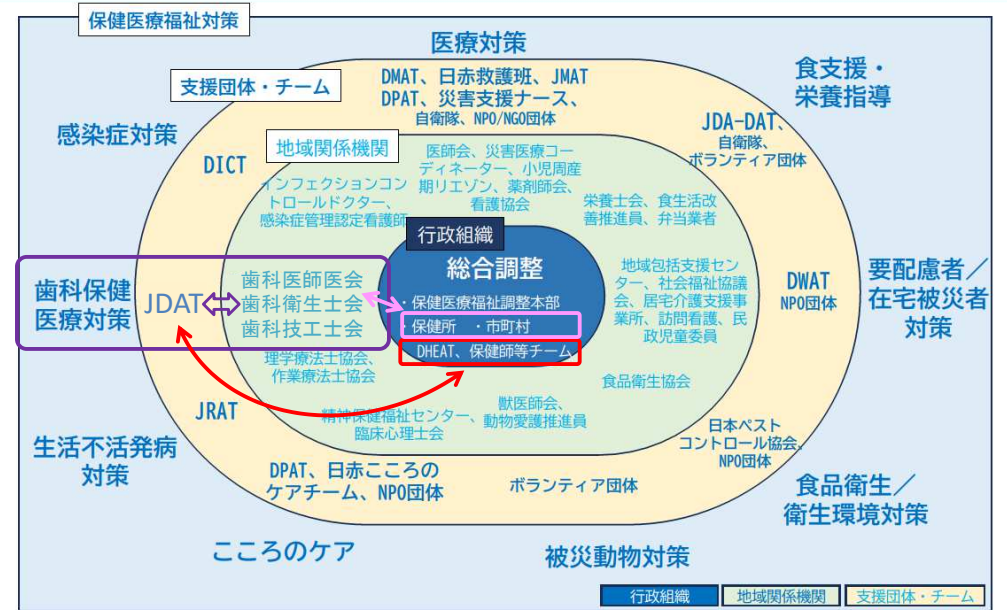 保健医療福祉対策
医療対策
支援団体・チーム
DMAT、日赤救護班、JMAT
DPAT、災害支援ナース、
自衛隊、NPO/NGO団体
食支援・
栄養指導
感染症対策
JDA-DAT、
自衛隊、
ボランティア団体
DICT
地域関係機関
医師会、災害医療コー
ディネーター、小児周産
期リエゾン、薬剤師会、
看護協会
インフェクションコン
トロールドクター、
感染症管理認定看護師
栄養士会、食生活改
善推進員、弁当業者
行政組織
総合調整
・保健医療福祉調整本部
・保健所　・市町村
DHEAT、保健師等チーム
歯科保健
医療対策
JDAT
歯科医師医会
歯科衛生士会
歯科技工士会
地域包括支援セン
ター、社会福祉協議
会、居宅介護支援事
業所、訪問看護、民
政児童委員
DWAT
NPO団体
要配慮者／
在宅被災者
対策
理学療法士協会、
作業療法士協会
食品衛生協会
JRAT
精神保健福祉センター、
臨床心理士会
獣医師会、
動物愛護推進員
日本ペスト
コントロール協会、
NPO団体
生活不活発病
対策
DPAT、日赤こころの
ケアチーム、NPO団体
ボランティア団体
食品衛生／
衛生環境対策
こころのケア
被災動物対策
行政組織
地域関係機関
支援団体・チーム